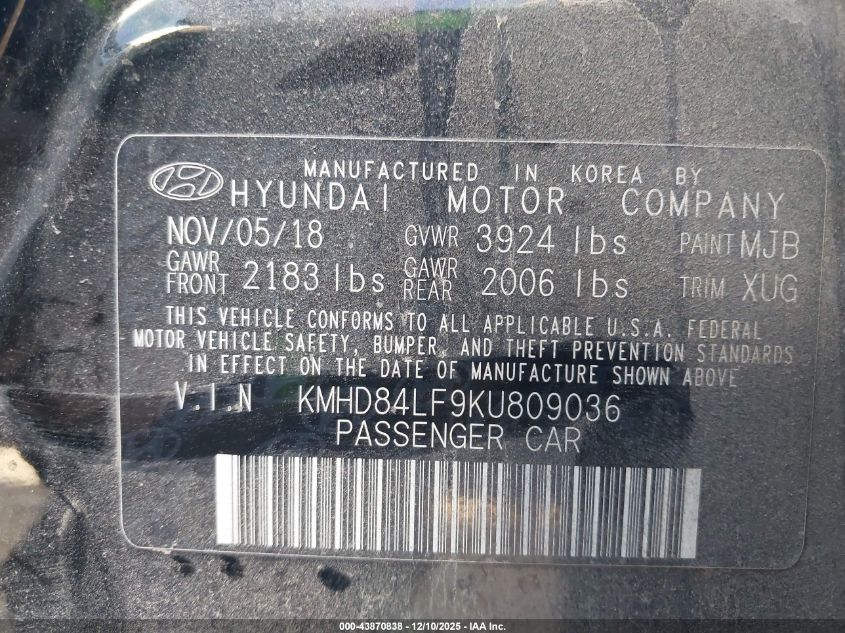 MANUFACTURED IN KOREA BY
HYUNDAI MOTOR COMPANY
NOV/05/18 GVWR 3924 lbs PAINT MJB
GAWR FRONT 2183 lbs GAWR REAR 2006 lbs TRIM XUG
THIS VEHICLE CONFORMS TO ALL APPLICABLE U.S.A. FEDERAL
MOTOR VEHICLE SAFETY, BUMPER, AND THEFT PREVENTION STANDARDS
IN EFFECT ON THE DATE OF MANUFACTURE SHOWN ABOVE
V.I.N KMHD84LF9KU809036
PASSENGER CAR
000-43870838 - 12/10/2025 - IAA Inc.